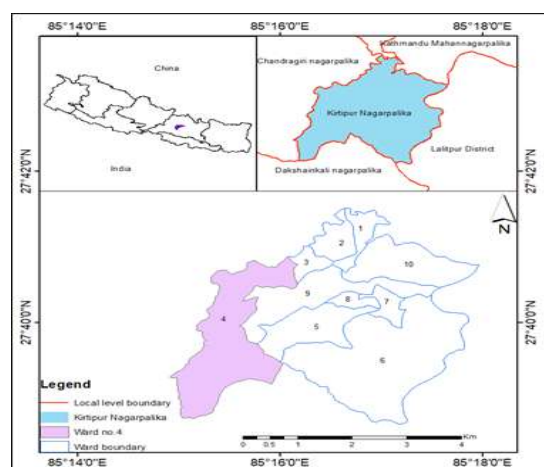 85°14'0"E 85°16'0"E 85°18'0"E
China
India
Kathmandu Mahannagarpalika
Chandragiri nagarpalika
Kirtipur Nagarpalika
Lalitpur District
Dakshainkali nagarpalika
27°42'0"N
27°42'0"N
N
1
2
3
10
9
8
7
4
5
6
27°40'0"N
27°40'0"N
Legend
Local level boundary
Kirtipur Nagarpalika
Ward no.4
Ward boundary
Km
0 0.5 1 2 3 4
85°14'0"E 85°16'0"E 85°18'0"E